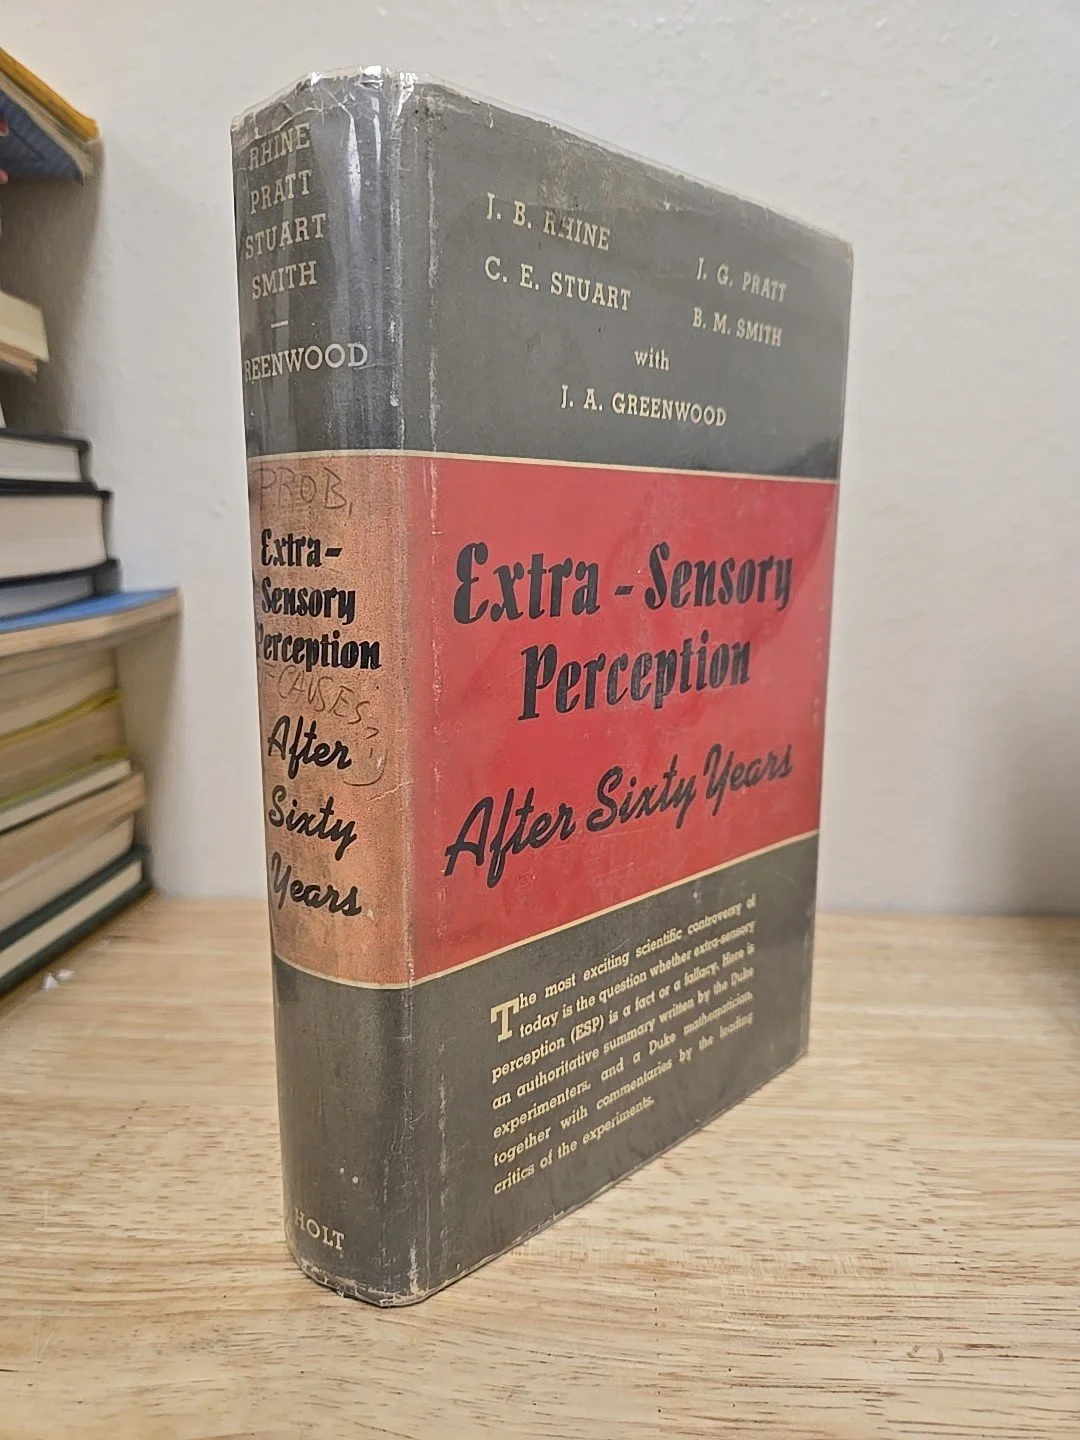 RHINE
PRATT
STUART
SMITH
—
REENWOOD
PROB.
Extra-
Sensory
Perception
CAUSES?
After
Sixty
Years
HOLT
J. B. RHINE
J. G. PRATT
C. E. STUART
B. M. SMITH
with
J. A. GREENWOOD
Extra-Sensory
Perception
After Sixty Years
The most exciting scientific controversy of
today is the question whether extra-sensory
perception (ESP) is a fact or a fallacy. Here is
an authoritative summary written by the Duke
experimenters, and a Duke mathematician,
together with commentaries by the leading
critics of the experiments.